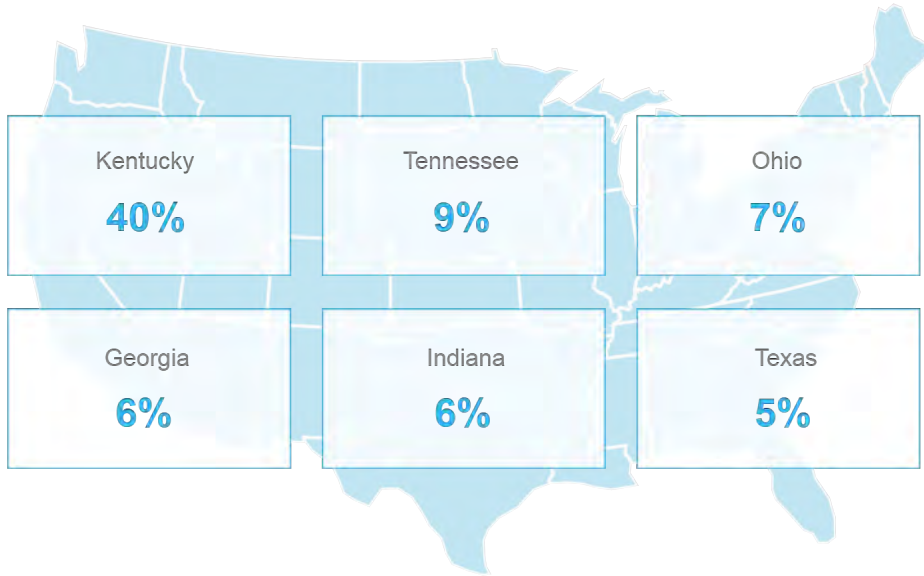 Kentucky
40%
Tennessee
9%
Ohio
7%
Georgia
6%
Indiana
6%
Texas
5%